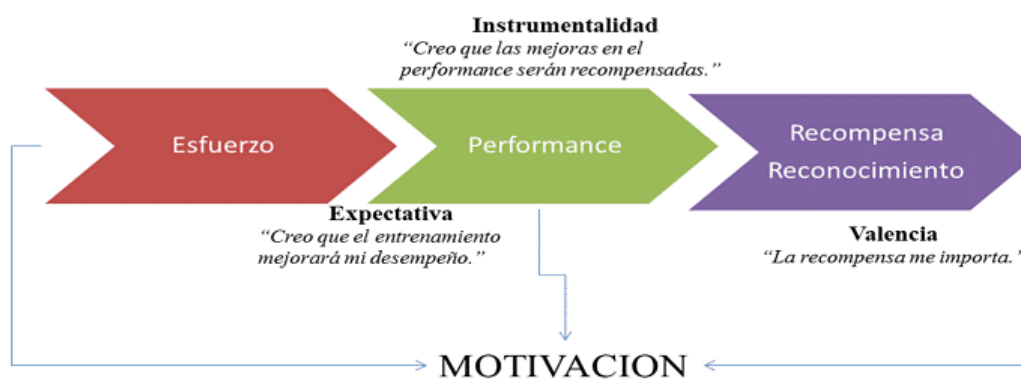 Instrumentalidad
“Creo que las mejoras en el
performance serán recompensadas.”
Esfuerzo
Performance
Recompensa
Reconocimiento
Expectativa
“Creo que el entrenamiento
mejorará mi desempeño.”
Valencia
“La recompensa me importa.”
MOTIVACION